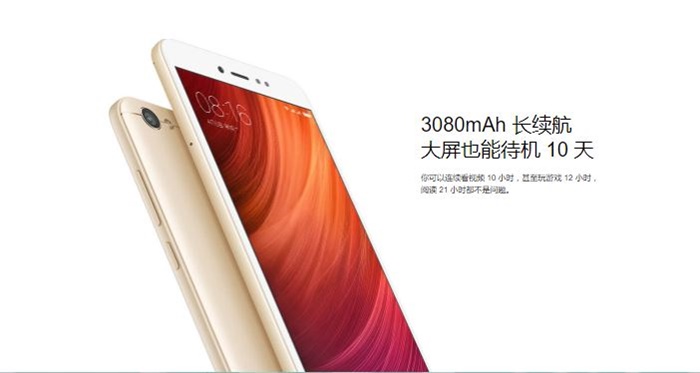 08:16
3080mAh 长续航
大屏也能待机 10 天
你可以连续看视频 10 小时，甚至玩游戏 12 小时，
阅读 21 小时都不是问题。